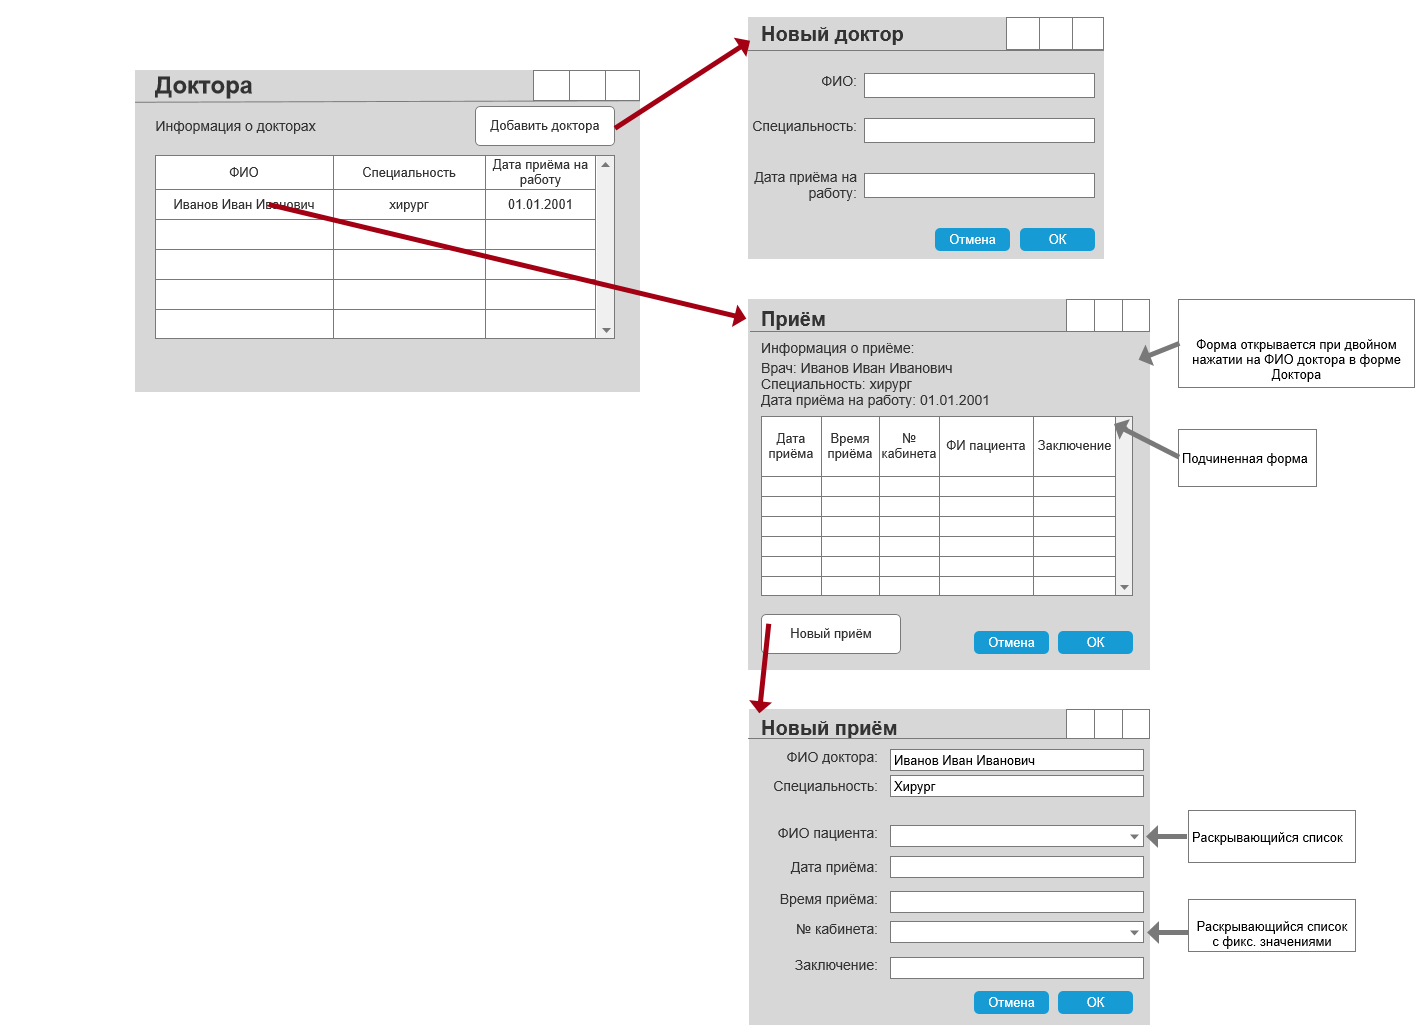 Доктора
Информация о докторах
Добавить доктора
ФИО
Специальность
Дата приёма на
работу
Иванов Иван Иванович
хирург
01.01.2001
Новый доктор
ФИО:
Специальность:
Дата приёма на
работу:
Отмена
ОК
Приём
Информация о приёме:
Врач: Иванов Иван Иванович
Специальность: хирург
Дата приёма на работу: 01.01.2001
Дата
приёма
Время
приёма
№
кабинета
ФИ пациента
Заключение
Новый приём
Отмена
ОК
Форма открывается при двойном
нажатии на ФИО доктора в форме
Доктора
Подчиненная форма
Новый приём
ФИО доктора:
Иванов Иван Иванович
Специальность:
Хирург
ФИО пациента:
Дата приёма:
Время приёма:
№ кабинета:
Заключение:
Отмена
ОК
Раскрывающийся список
Раскрывающийся список
с фикс. значениями